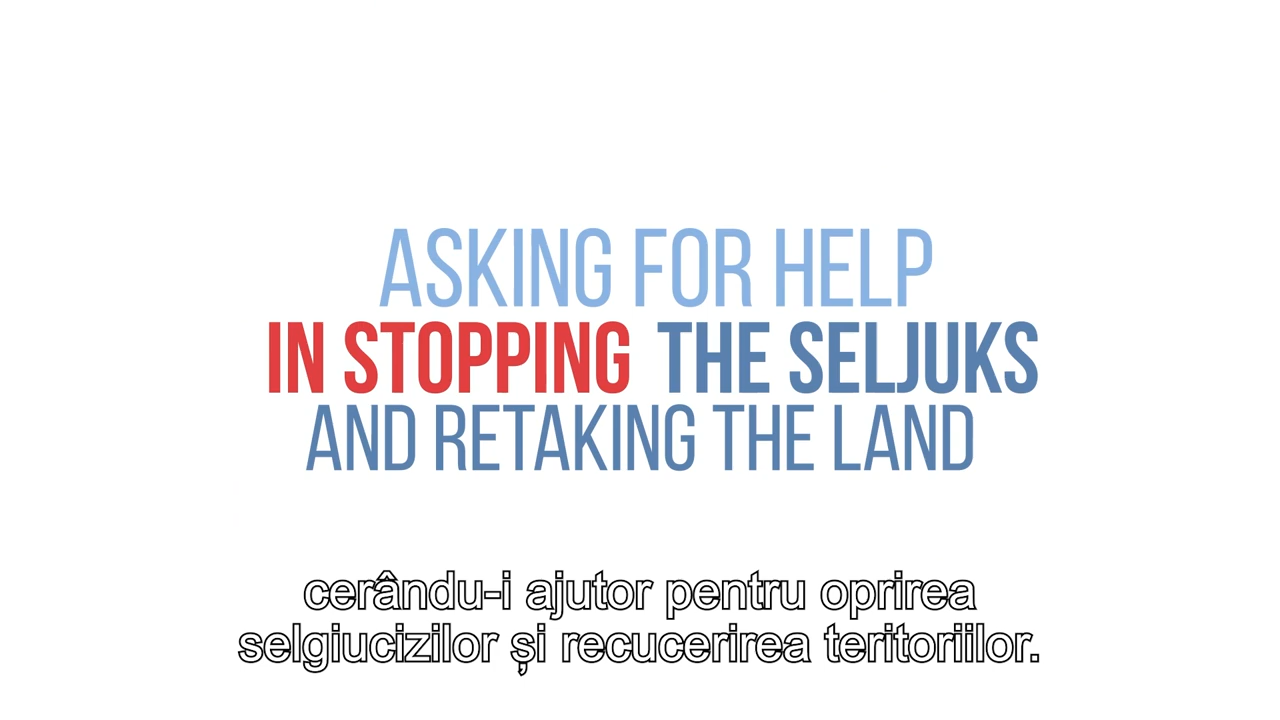 ASKING FOR HELP
IN STOPPING THE SELJUKS
AND RETAKING THE LAND
cerându-i ajutor pentru oprirea
selgiucizilor și recucerirea teritoriilor.